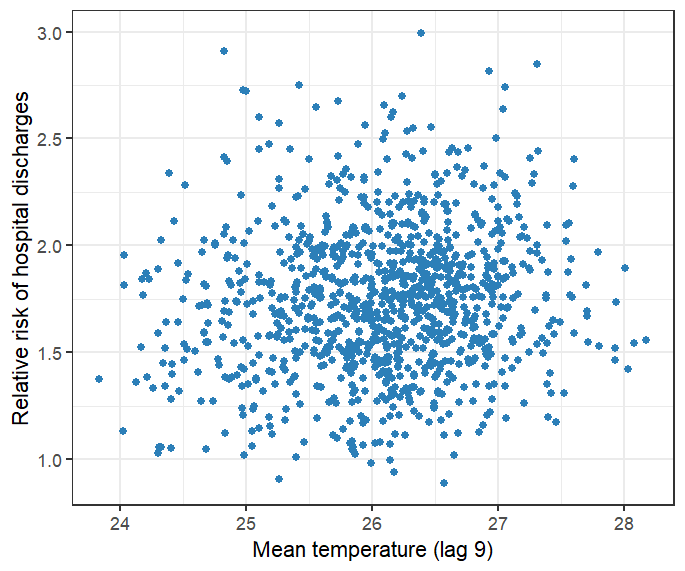 3.0
2.5
2.0
1.5
1.0
Relative risk of hospital discharges
24 25 26 27 28
Mean temperature (lag 9)